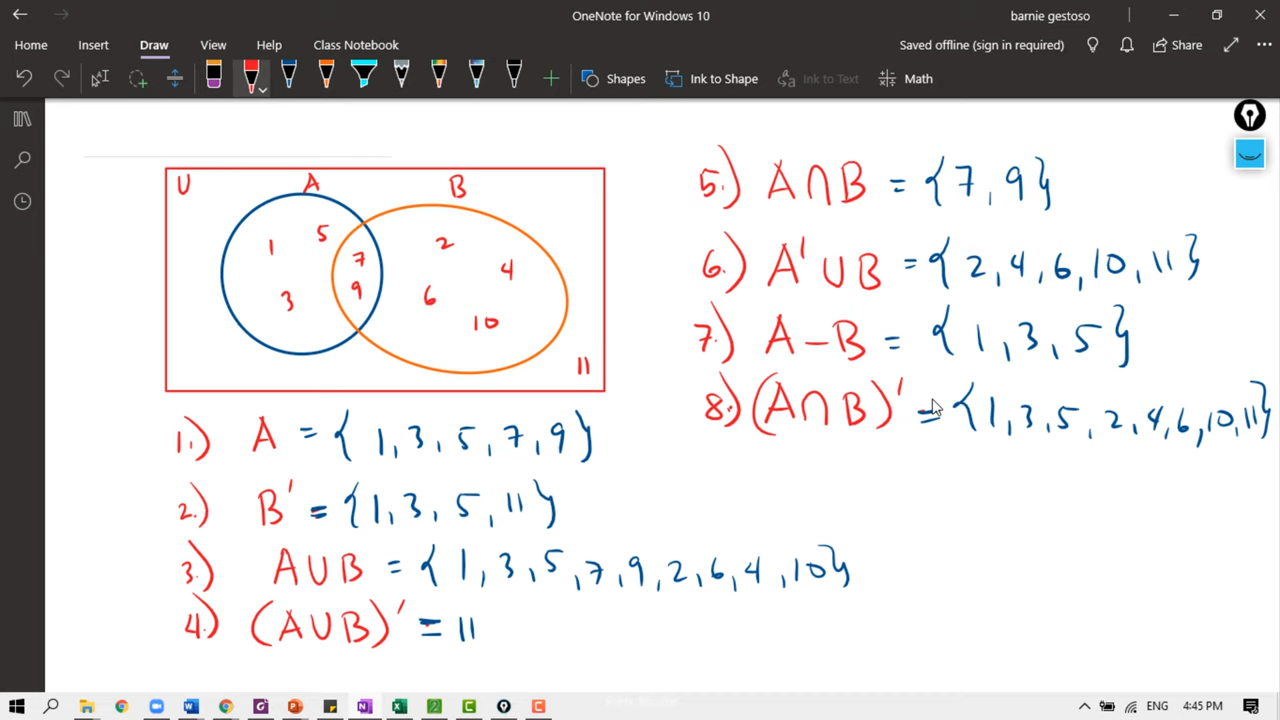 OneNote for Windows 10
barnie gestoso
Home Insert Draw View Help Class Notebook
Saved offline (sign in required)
Share
Shapes
Ink to Shape
Ink to Text
Math
U A B
1 5 7 2 4
3 9 6 10
11
1.) A = { 1, 3, 5, 7, 9}
2.) B' = {1, 3, 5, 11}
3.) A∪B = { 1, 3, 5, 7, 9, 2, 6, 4, 10}
4.) (A∪B)' = 11
5.) A∩B = {7, 9}
6.) A'∪B = {2, 4, 6, 10, 11}
7.) A−B = {1, 3, 5}
8.) (A∩B)' = {1, 3, 5, 2, 4, 6, 10, 11}
ENG 4:45 PM